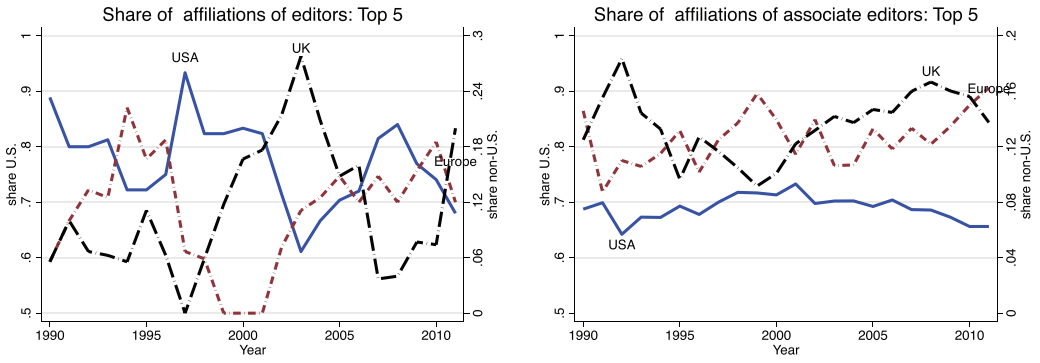 Share of  affiliations of editors: Top 5
share U.S.
1
.9
.8
.7
.6
.5
USA
UK
Europe
.3
.24
.18
.12
.06
0
share non-U.S.
1990
1995
2000
2005
2010
Year
Share of  affiliations of associate editors: Top 5
share U.S.
1
.9
.8
.7
.6
.5
USA
UK
Europe
.2
.16
.12
.08
.04
0
share non-U.S.
1990
1995
2000
2005
2010
Year